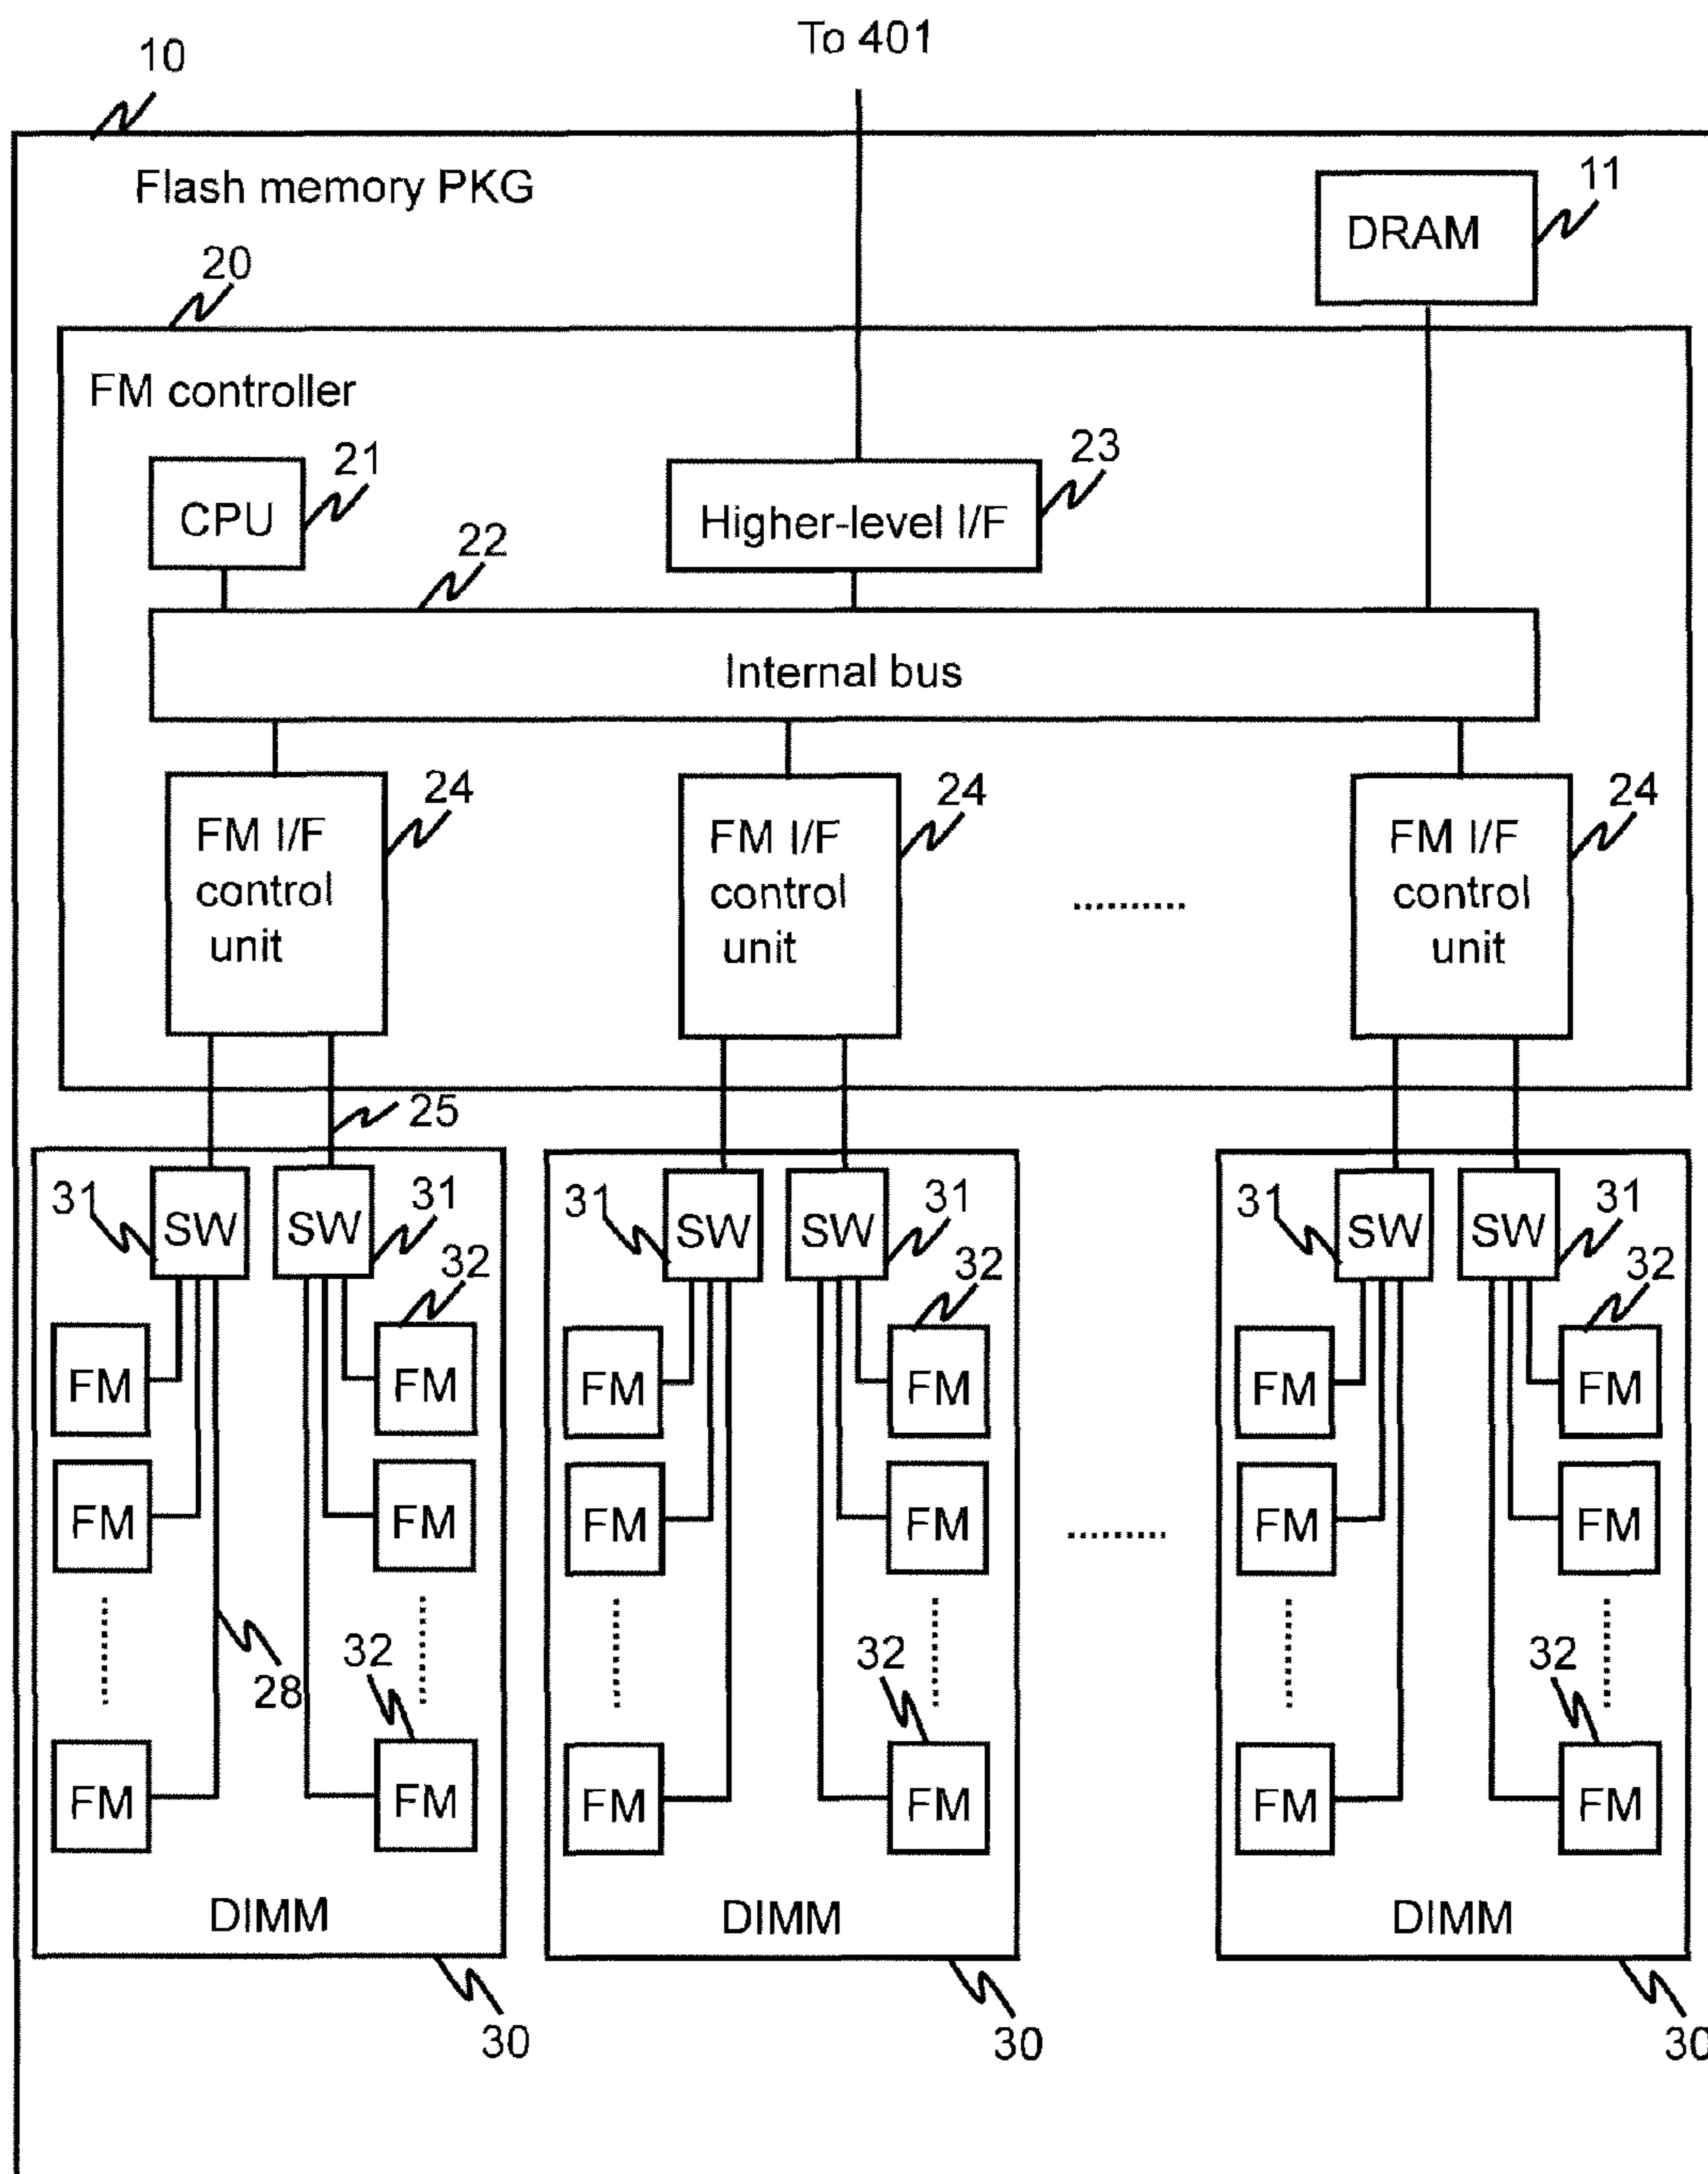 To 401
10
Flash memory PKG
11
DRAM
20
FM controller
21
CPU
23
Higher-level I/F
22
Internal bus
24
FM I/F
control
unit
24
FM I/F
control
unit
..........
24
FM I/F
control
unit
25
31
SW
SW
31
32
FM
FM
FM
FM
28
32
FM
FM
DIMM
30
31
SW
SW
31
32
FM
FM
FM
FM
32
FM
FM
DIMM
30
.........
31
SW
SW
31
32
FM
FM
FM
FM
32
FM
FM
DIMM
30